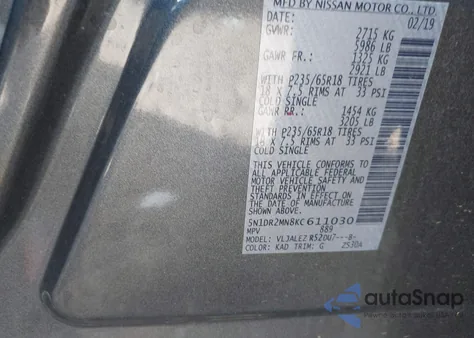 MFD BY NISSAN MOTOR CO., LTD
DATE: 02/19
GVWR: 2715 KG
5986 LB
GAWR FR.: 1325 KG
2921 LB
WITH P235/65R18 TIRES
18 X 7.5 RIMS AT 33 PSI
COLD SINGLE
GAWR RR.: 1454 KG
3205 LB
WITH P235/65R18 TIRES
18 X 7.5 RIMS AT 33 PSI
COLD SINGLE
THIS VEHICLE CONFORMS TO
ALL APPLICABLE FEDERAL
MOTOR VEHICLE SAFETY AND
THEFT PREVENTION
STANDARDS IN EFFECT ON
THE DATE OF MANUFACTURE
SHOWN ABOVE.
5N1DR2MN8KC611030
MPV 889
MODEL: VLJALEZ R52DU7---B-
COLOR: KAD TRIM: G
autoSnap